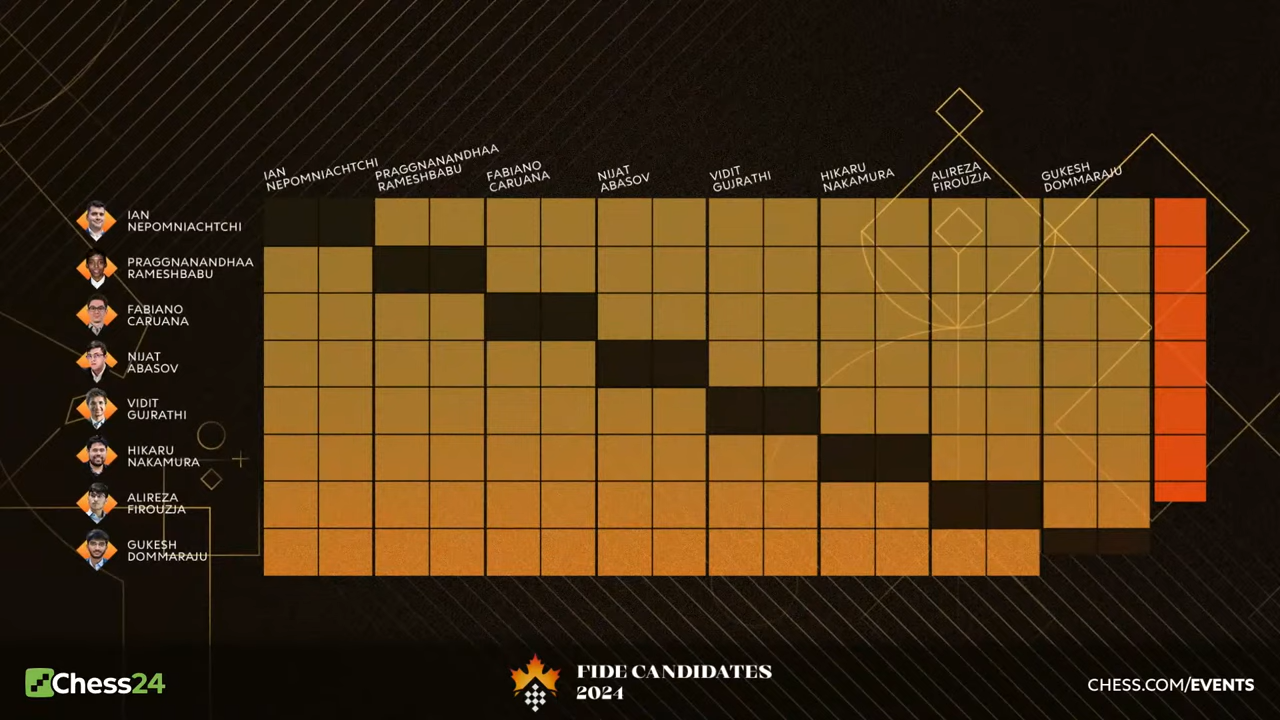 IAN
NEPOMNIACHTCHI
PRAGGNANANDHAA
RAMESHBABU
FABIANO
CARUANA
NIJAT
ABASOV
VIDIT
GUJRATHI
HIKARU
NAKAMURA
ALIREZA
FIROUZJA
GUKESH
DOMMARAJU
IAN
NEPOMNIACHTCHI
PRAGGNANANDHAA
RAMESHBABU
FABIANO
CARUANA
NIJAT
ABASOV
VIDIT
GUJRATHI
HIKARU
NAKAMURA
ALIREZA
FIROUZJA
GUKESH
DOMMARAJU
Chess24
FIDE CANDIDATES
2024
CHESS.COM/EVENTS